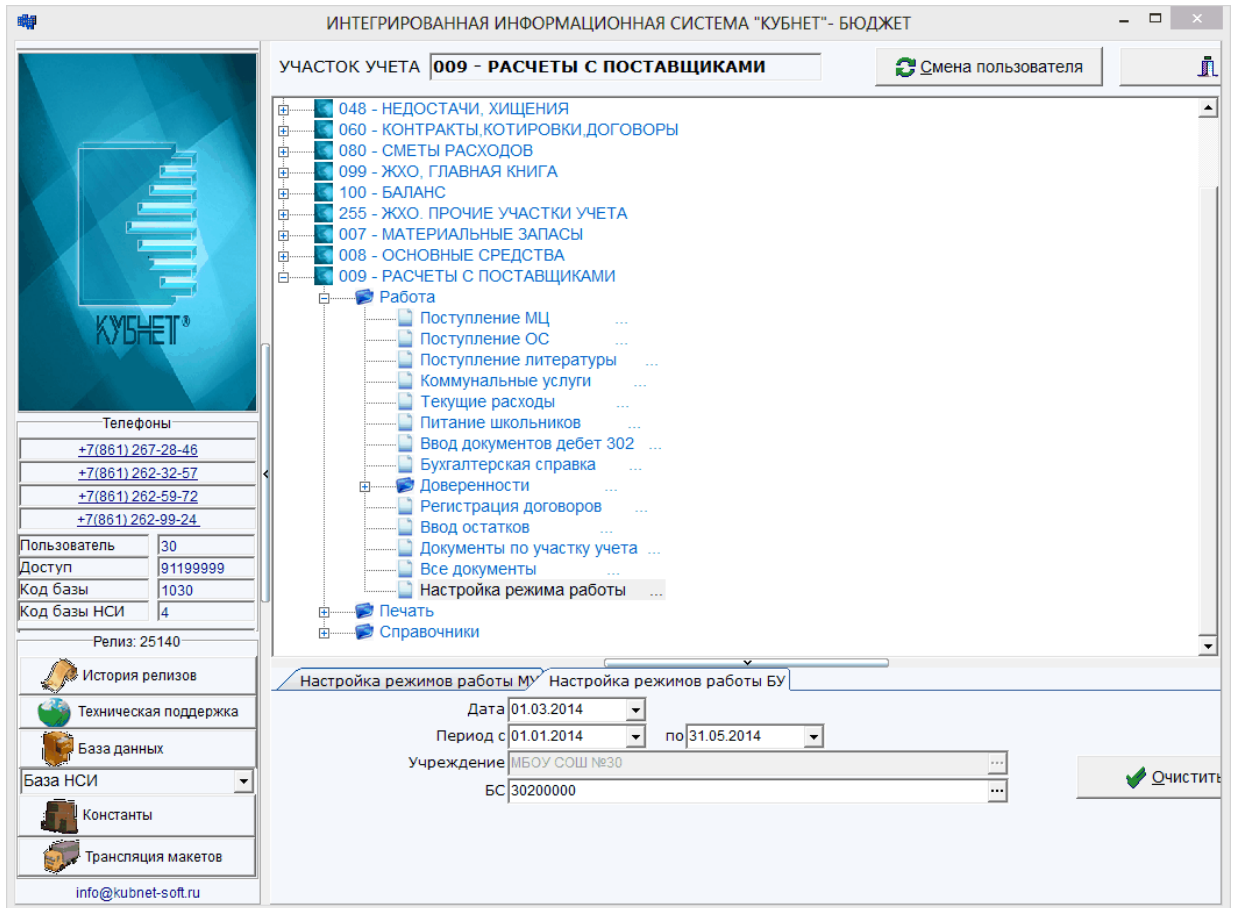 ИНТЕГРИРОВАННАЯ ИНФОРМАЦИОННАЯ СИСТЕМА "КУБНЕТ"- БЮДЖЕТ
УЧАСТОК УЧЕТА 009 - РАСЧЕТЫ С ПОСТАВЩИКАМИ Смена пользователя
КУБНЕТ®
Телефоны
+7(861) 267-28-46
+7(861) 262-32-57
+7(861) 262-59-72
+7(861) 262-99-24
Пользователь 30
Доступ 91199999
Код базы 1030
Код базы НСИ 4
Релиз: 25140
История релизов
Техническая поддержка
База данных
База НСИ
Константы
Трансляция макетов
info@kubnet-soft.ru
048 - НЕДОСТАЧИ, ХИЩЕНИЯ
060 - КОНТРАКТЫ,КОТИРОВКИ,ДОГОВОРЫ
080 - СМЕТЫ РАСХОДОВ
099 - ЖХО, ГЛАВНАЯ КНИГА
100 - БАЛАНС
255 - ЖХО. ПРОЧИЕ УЧАСТКИ УЧЕТА
007 - МАТЕРИАЛЬНЫЕ ЗАПАСЫ
008 - ОСНОВНЫЕ СРЕДСТВА
009 - РАСЧЕТЫ С ПОСТАВЩИКАМИ
Работа
Поступление МЦ ...
Поступление ОС ...
Поступление литературы ...
Коммунальные услуги ...
Текущие расходы ...
Питание школьников ...
Ввод документов дебет 302 ...
Бухгалтерская справка ...
Доверенности ...
Регистрация договоров ...
Ввод остатков ...
Документы по участку учета ...
Все документы ...
Настройка режима работы ...
Печать
Справочники
Настройка режимов работы МУ Настройка режимов работы БУ
Дата 01.03.2014
Период с 01.01.2014 по 31.05.2014
Учреждение МБОУ СОШ №30 ...
БС 30200000 ...
Очистить